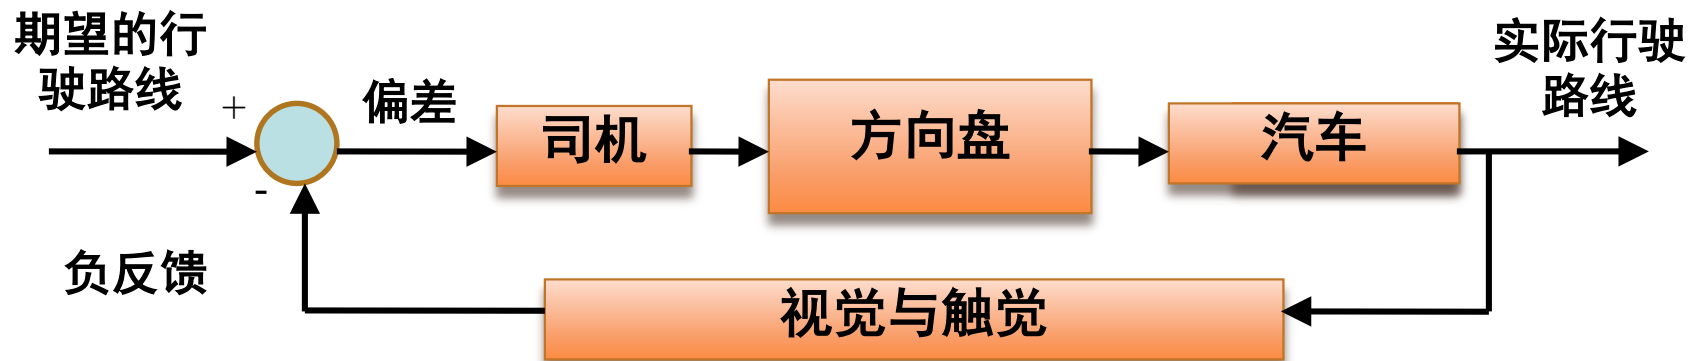 期望的行
驶路线
+
偏差
司机
方向盘
汽车
实际行驶
路线
-
负反馈
视觉与触觉